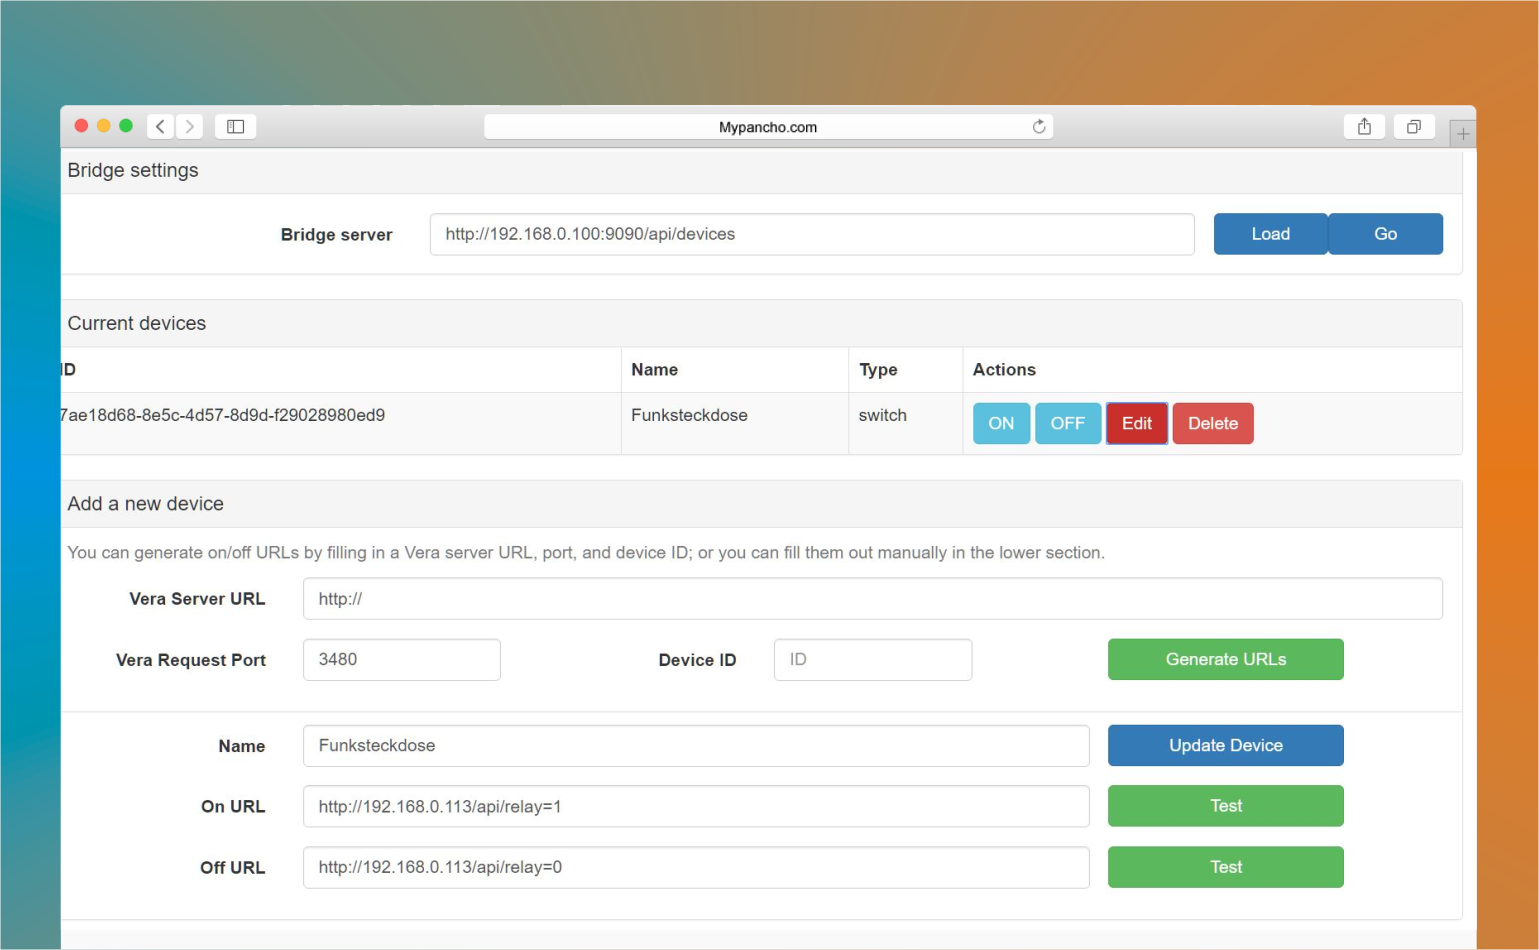 Mypancho.com
Bridge settings
Bridge server http://192.168.0.100:9090/api/devices Load Go
Current devices
ID Name Type Actions
7ae18d68-8e5c-4d57-8d9d-f29028980ed9 Funksteckdose switch ON OFF Edit Delete
Add a new device
You can generate on/off URLs by filling in a Vera server URL, port, and device ID; or you can fill them out manually in the lower section.
Vera Server URL http://
Vera Request Port 3480 Device ID ID Generate URLs
Name Funksteckdose Update Device
On URL http://192.168.0.113/api/relay=1 Test
Off URL http://192.168.0.113/api/relay=0 Test